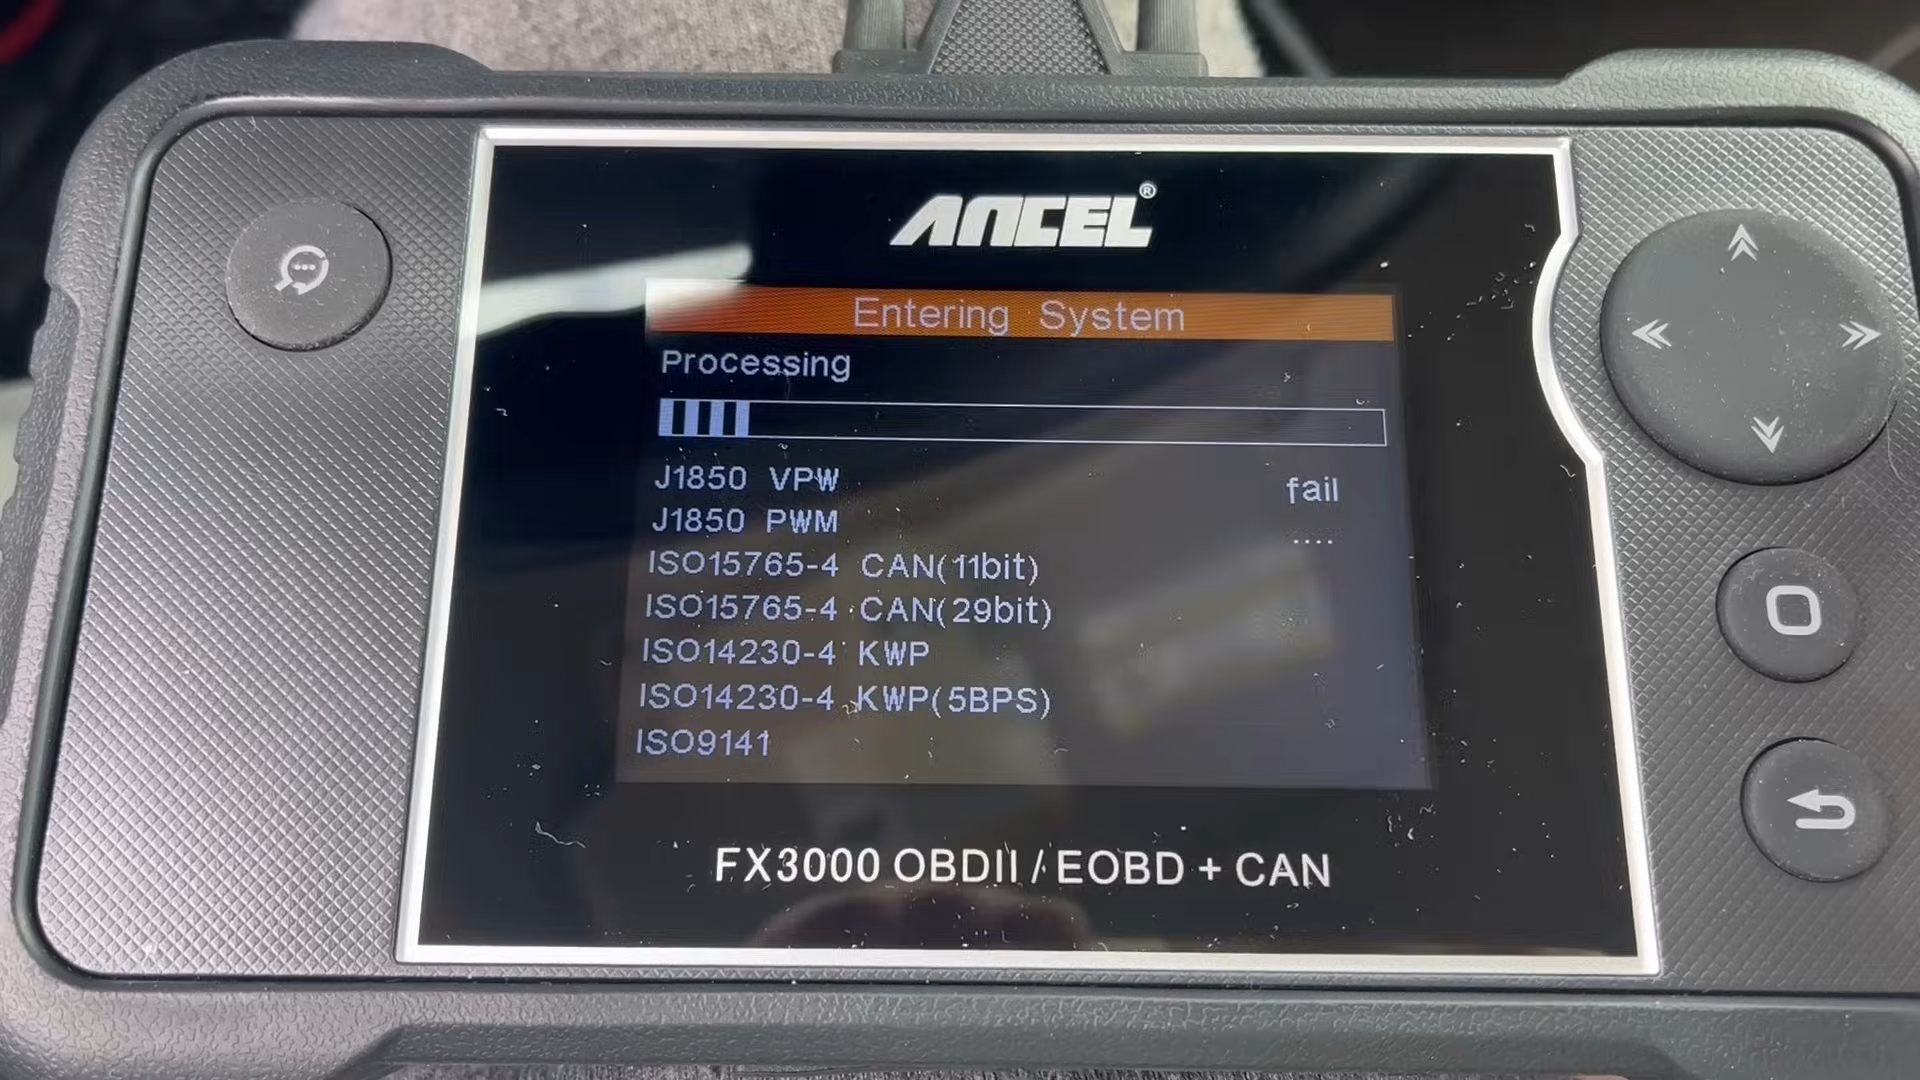 ANCEL®
Entering System
Processing
J1850 VPW fail
J1850 PWM ....
ISO15765-4 CAN(11bit)
ISO15765-4 CAN(29bit)
ISO14230-4 KWP
ISO14230-4 KWP(5BPS)
ISO9141
FX3000 OBDII / EOBD + CAN